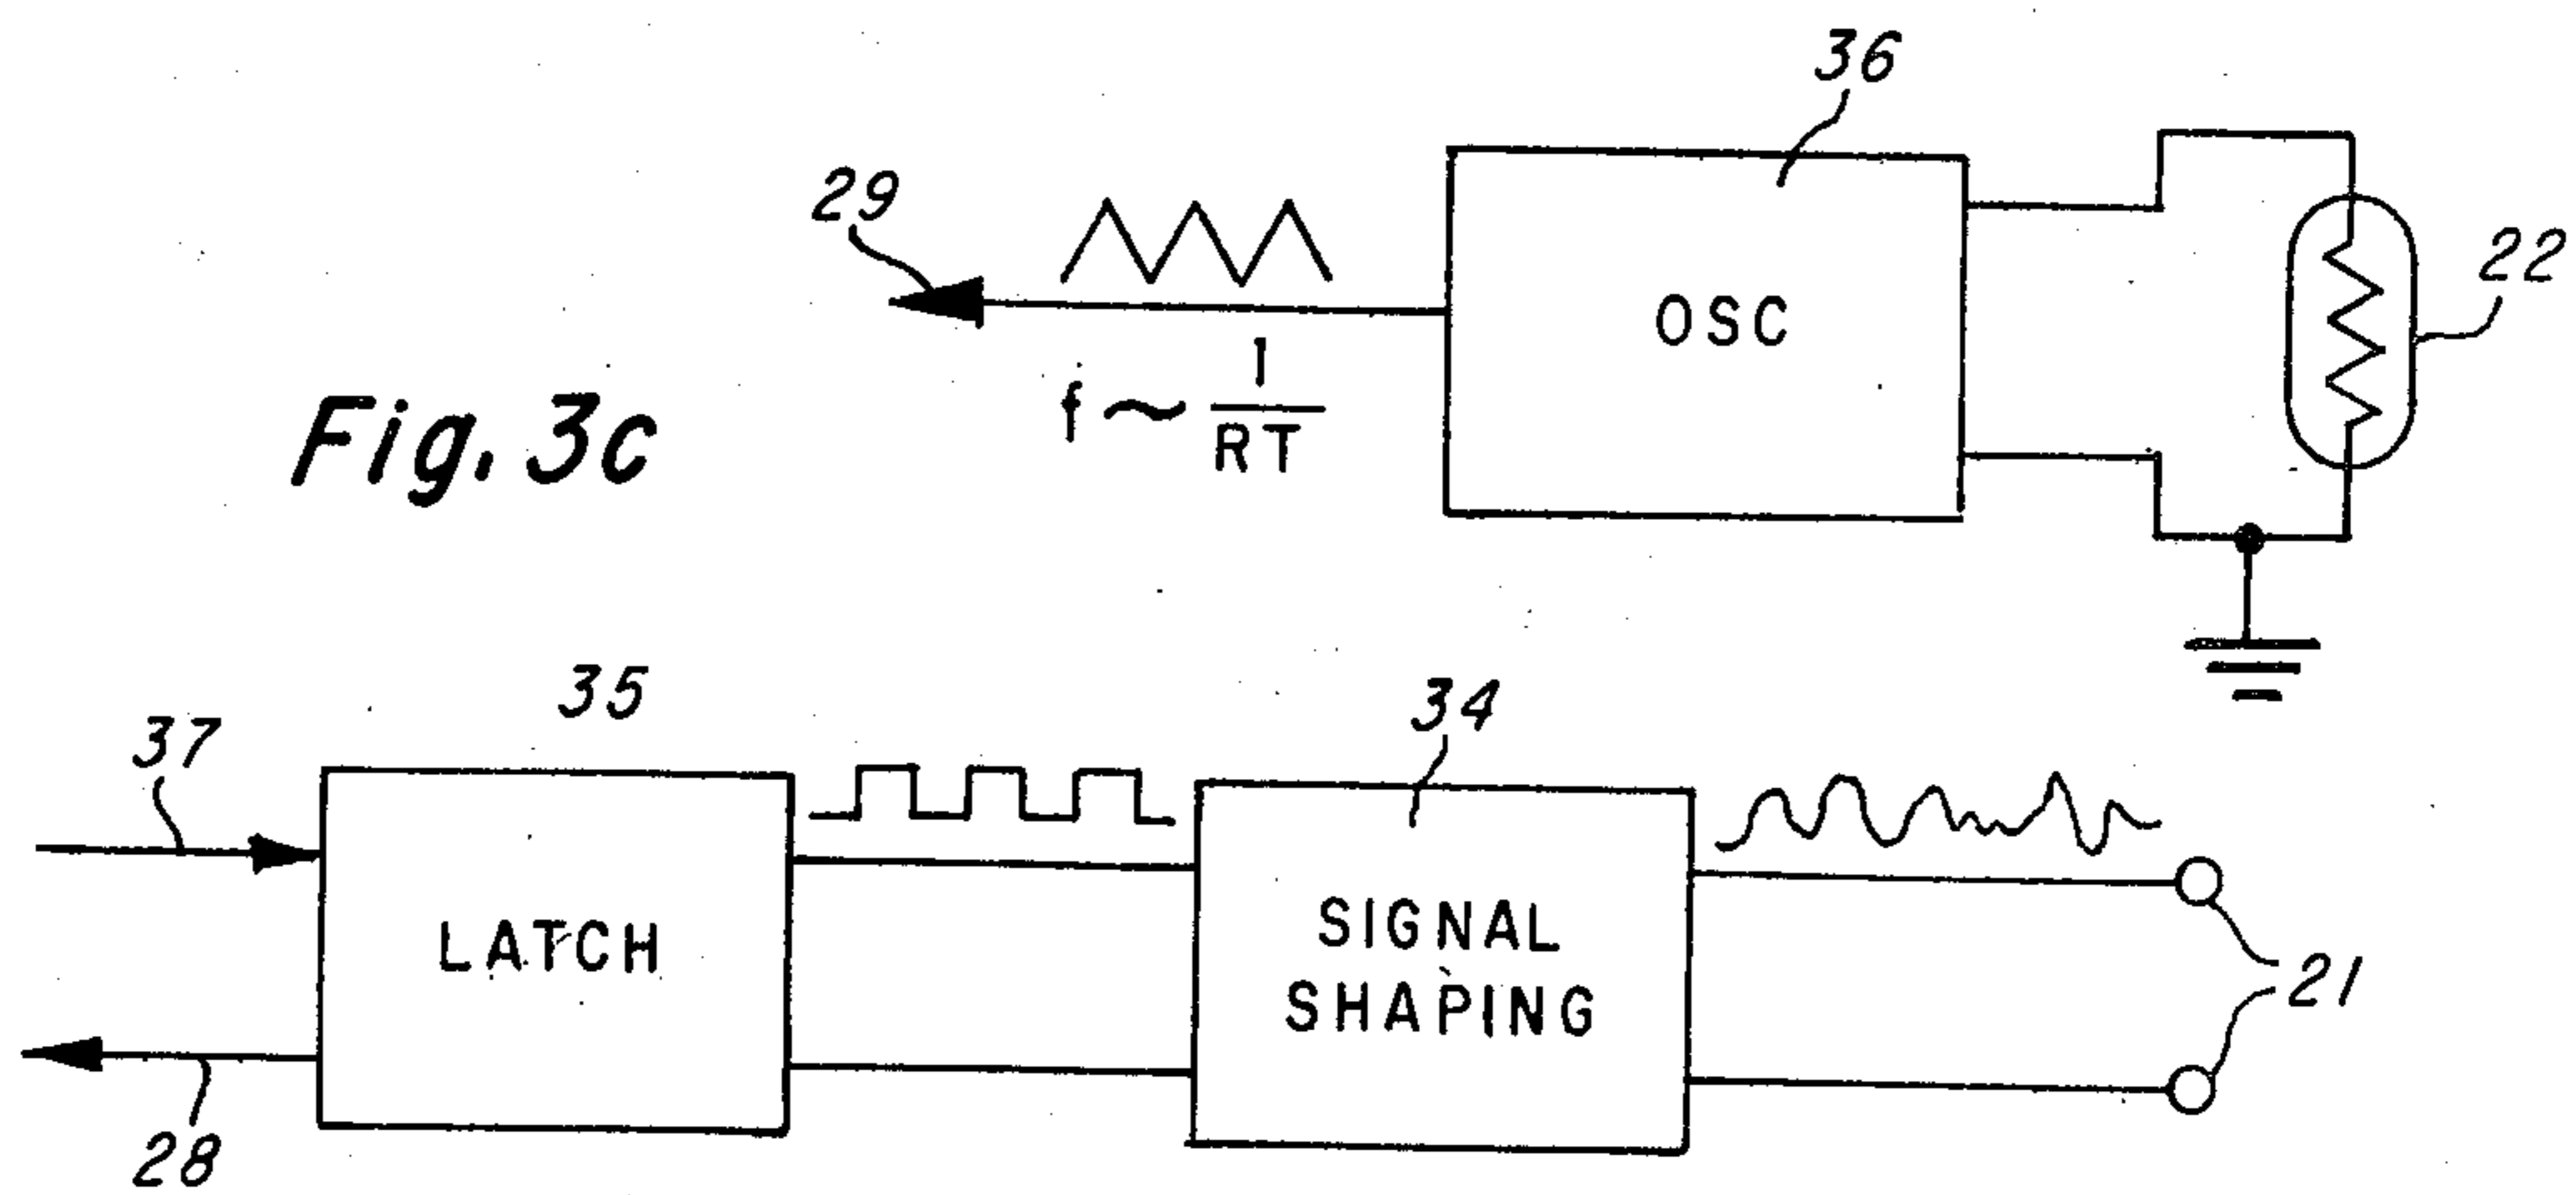 36
29
22
OSC
f ~ 1/RT
Fig. 3c
35
34
37
LATCH
SIGNAL
SHAPING
21
28